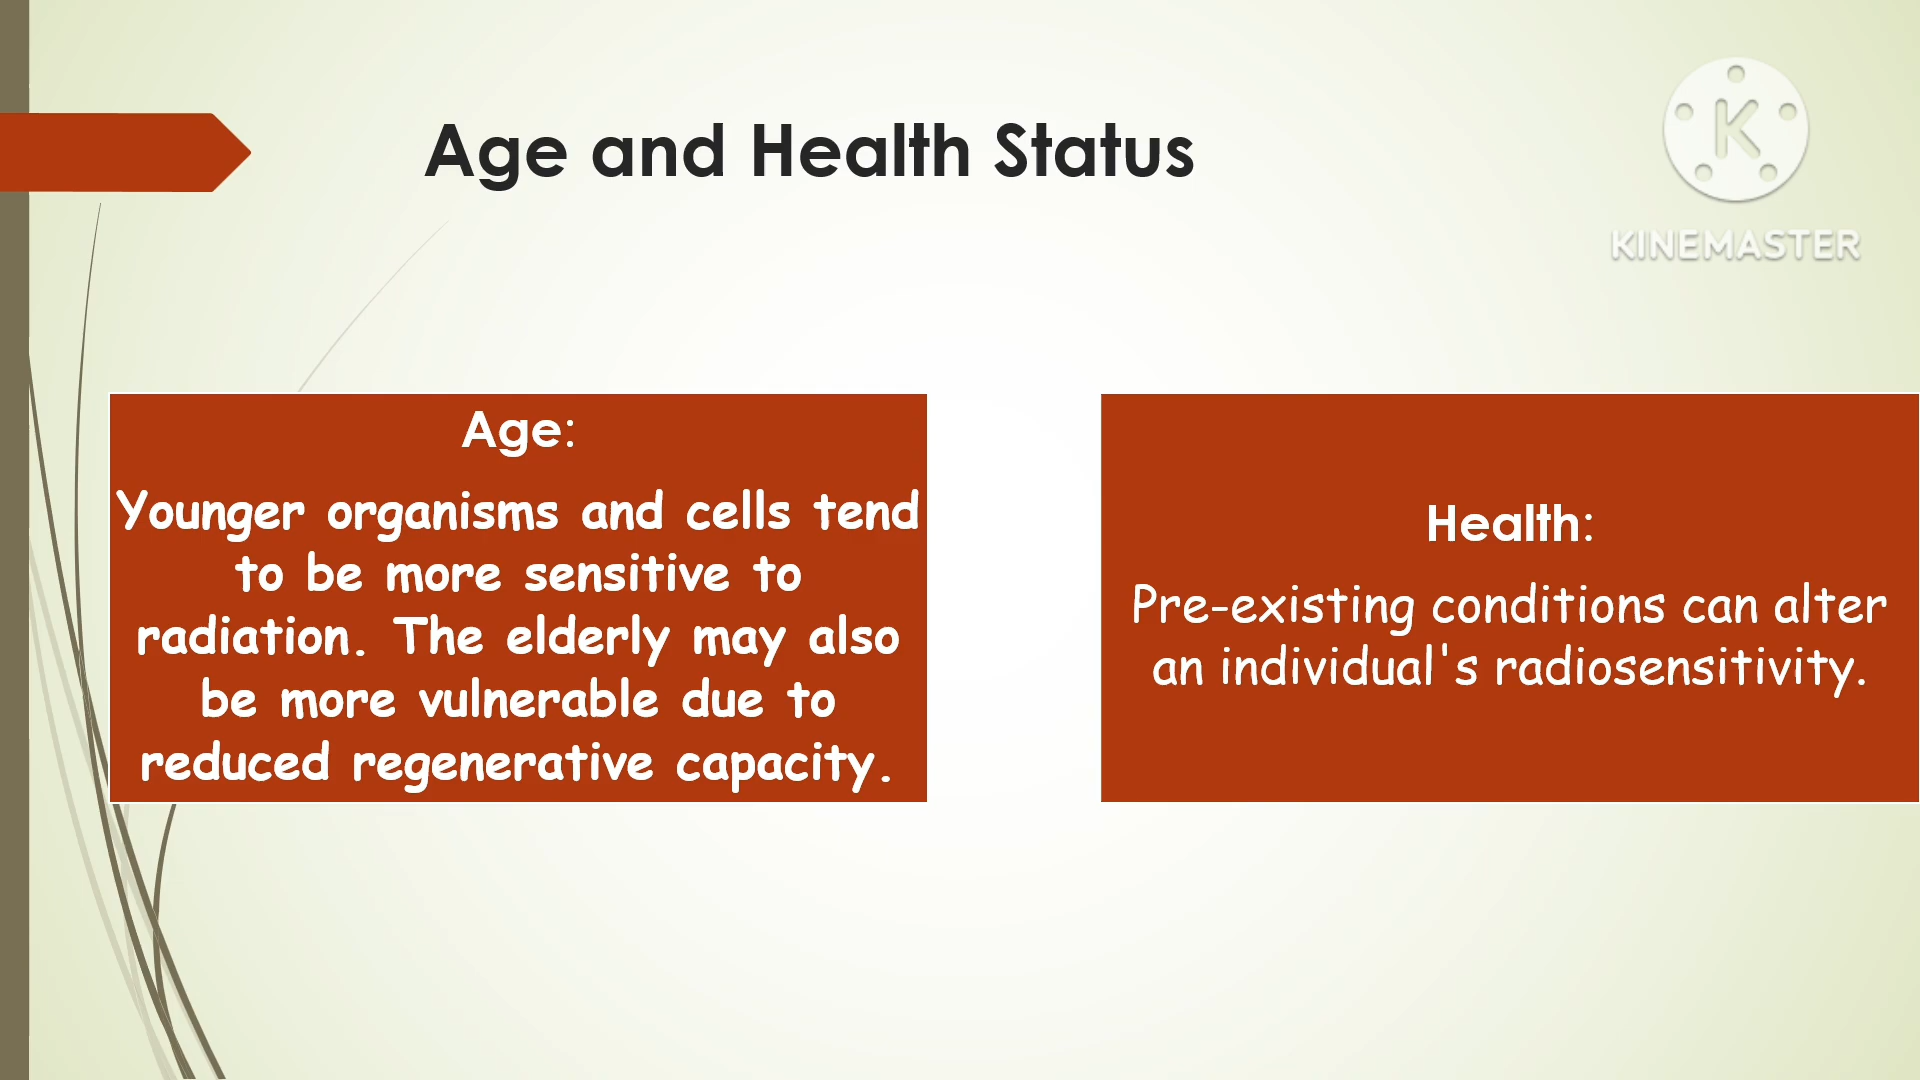 Age and Health Status
K
KINEMASTER
Age:
Younger organisms and cells tend
to be more sensitive to
radiation. The elderly may also
be more vulnerable due to
reduced regenerative capacity.
Health:
Pre-existing conditions can alter
an individual's radiosensitivity.